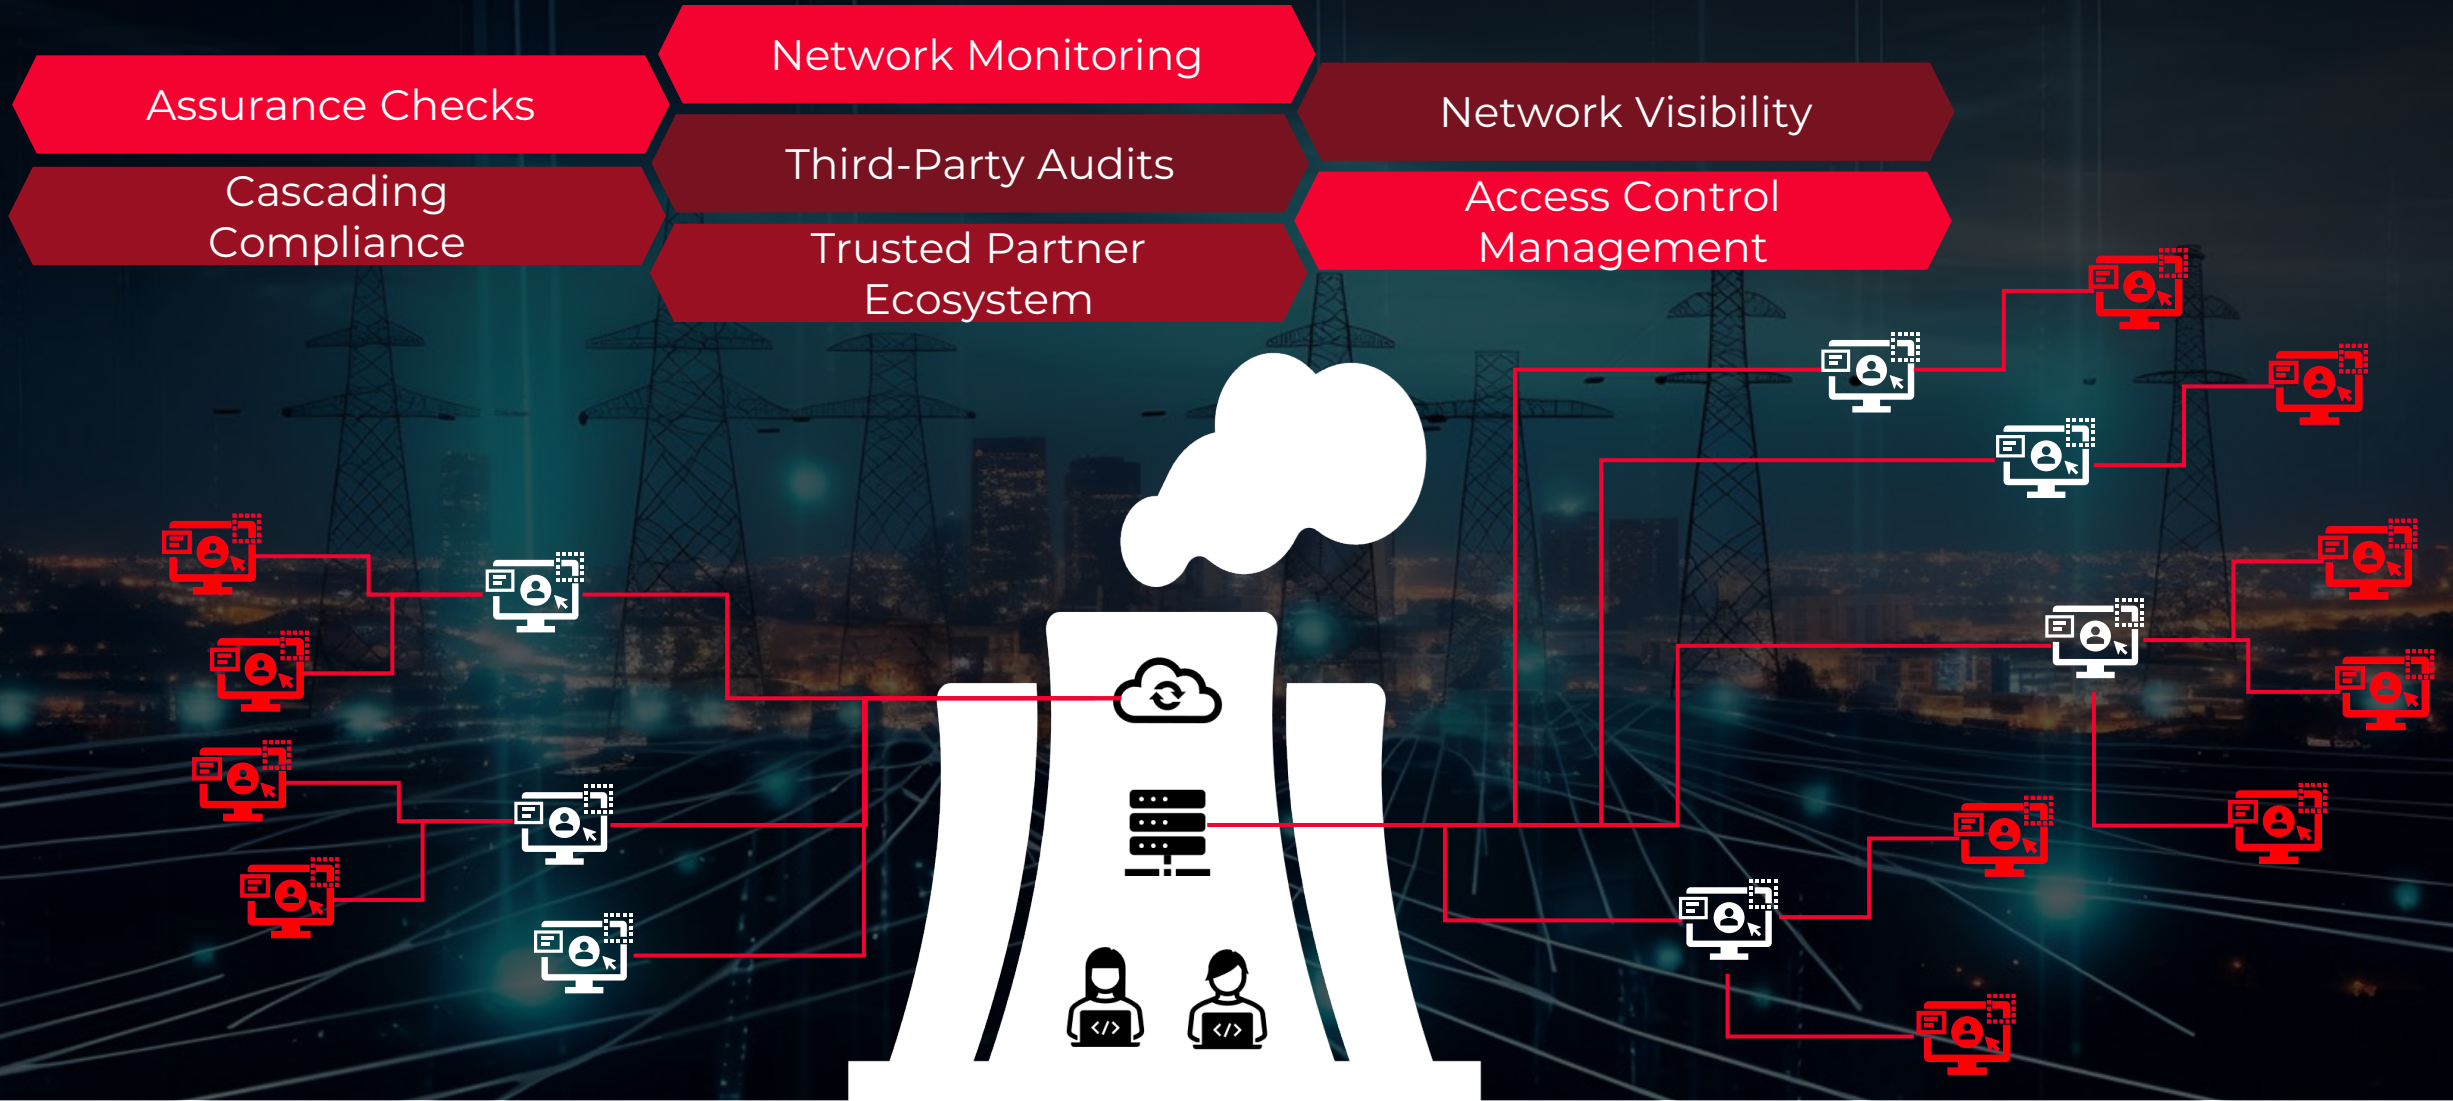 Network Monitoring
Assurance Checks
Network Visibility
Third-Party Audits
Cascading
Compliance
Access Control
Management
Trusted Partner
Ecosystem
</>
</>